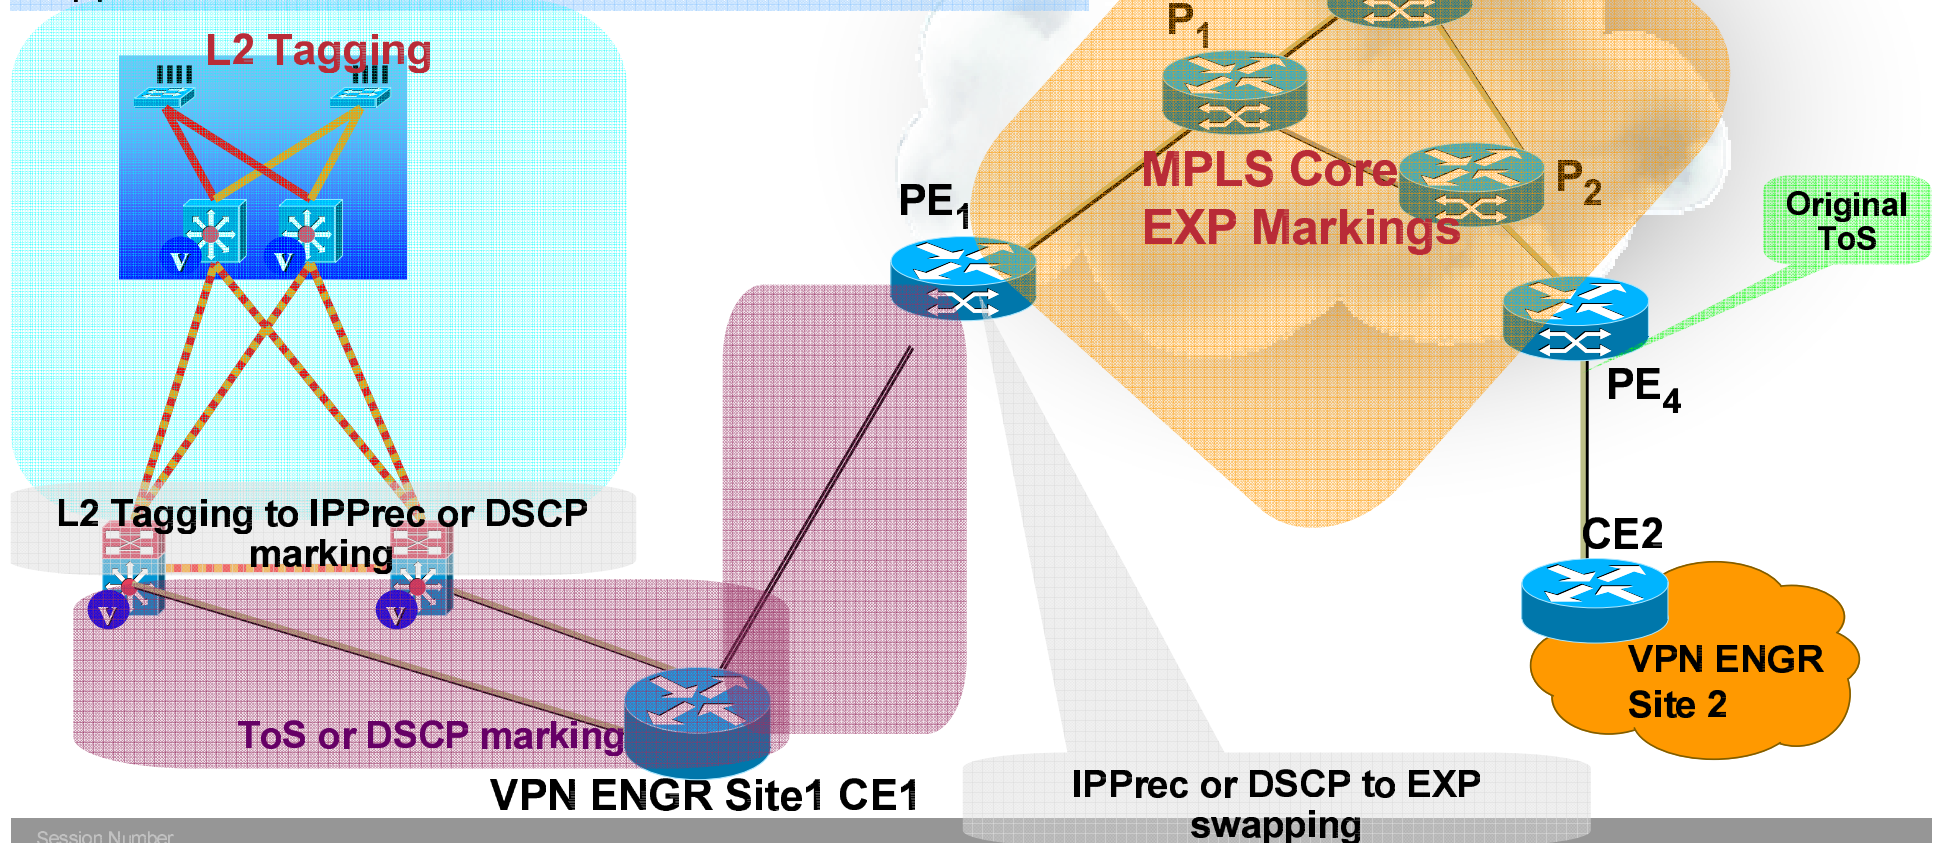 L2 Tagging
P1
MPLS Core
EXP Markings
P2
PE1
Original
ToS
PE4
V
V
L2 Tagging to IPPrec or DSCP
marking
CE2
V
V
VPN ENGR
Site 2
ToS or DSCP marking
VPN ENGR Site1 CE1
IPPrec or DSCP to EXP
swapping
Session Number